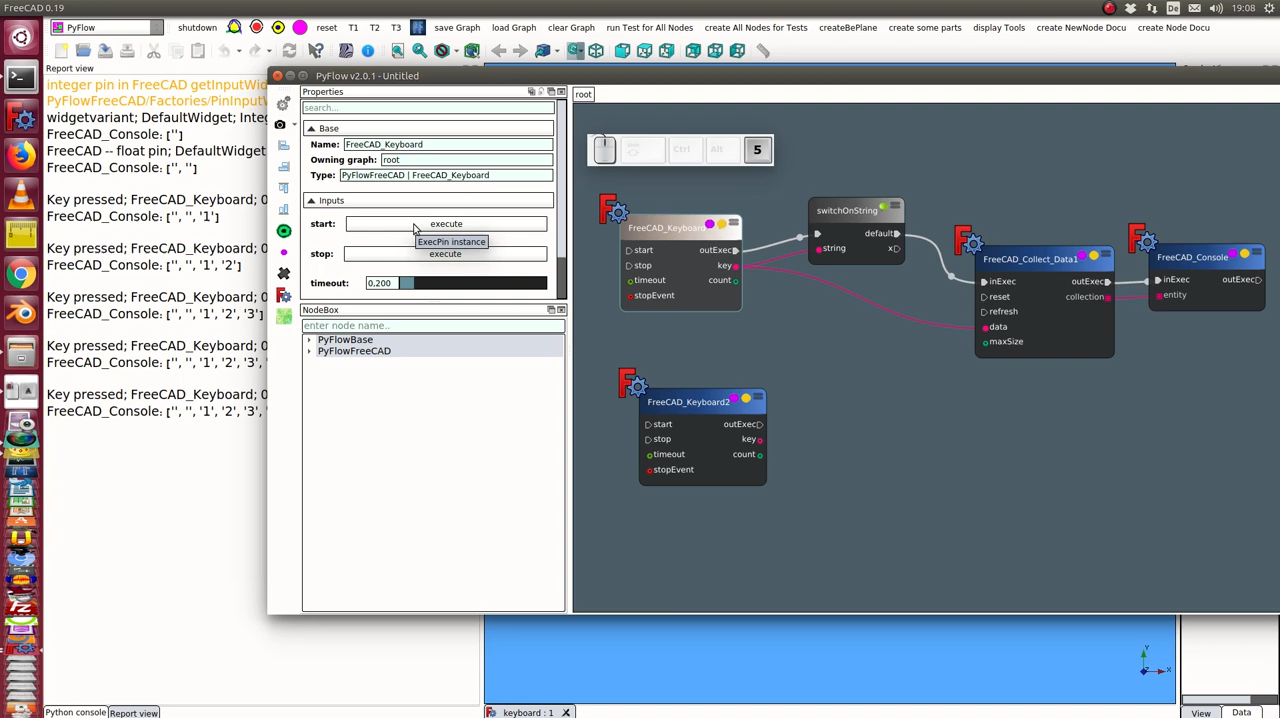 FreeCAD 0.19
De
19:08
PyFlow
shutdown
reset
T1
T2
T3
save Graph
load Graph
create Graph
run Test for All Nodes
create All Nodes for Tests
createBePlane
create some parts
display Tools
create NewNode Docu
create Node Docu
Report view
integer pin in FreeCAD getInputWid
PyFlowFreeCAD/Factories/PinInputW
widgetvariant; DefaultWidget; Inte
FreeCAD_Console: ['']
FreeCAD -- float pin; DefaultWidget
FreeCAD_Console: ['', '']
Key pressed; FreeCAD_Keyboard; 0
FreeCAD_Console: ['', '', '1']
Key pressed; FreeCAD_Keyboard; 0
FreeCAD_Console: ['', '', '1', '2']
Key pressed; FreeCAD_Keyboard; 0
FreeCAD_Console: ['', '', '1', '2', '3']
Key pressed; FreeCAD_Keyboard; 0
FreeCAD_Console: ['', '', '1', '2', '3',
Key pressed; FreeCAD_Keyboard; 0
FreeCAD_Console: ['', '', '1', '2', '3',
PyFlow v2.0.1 - Untitled
Properties
search...
Base
Name: FreeCAD_Keyboard
Owning graph: root
Type: PyFlowFreeCAD | FreeCAD_Keyboard
Inputs
start: execute
ExecPin instance
stop: execute
timeout: 0,200
NodeBox
enter node name..
PyFlowBase
PyFlowFreeCAD
root
Ctrl
Alt
5
FreeCAD_Keyboard
start outExec
stop key
timeout count
stopEvent
switchOnString
default
string x
FreeCAD_Collect_Data1
inExec outExec
reset collection
refresh
data
maxSize
FreeCAD_Console
inExec outExec
entity
FreeCAD_Keyboard2
start outExec
stop key
timeout count
stopEvent
Y
X
Python console
Report view
keyboard : 1
View
Data